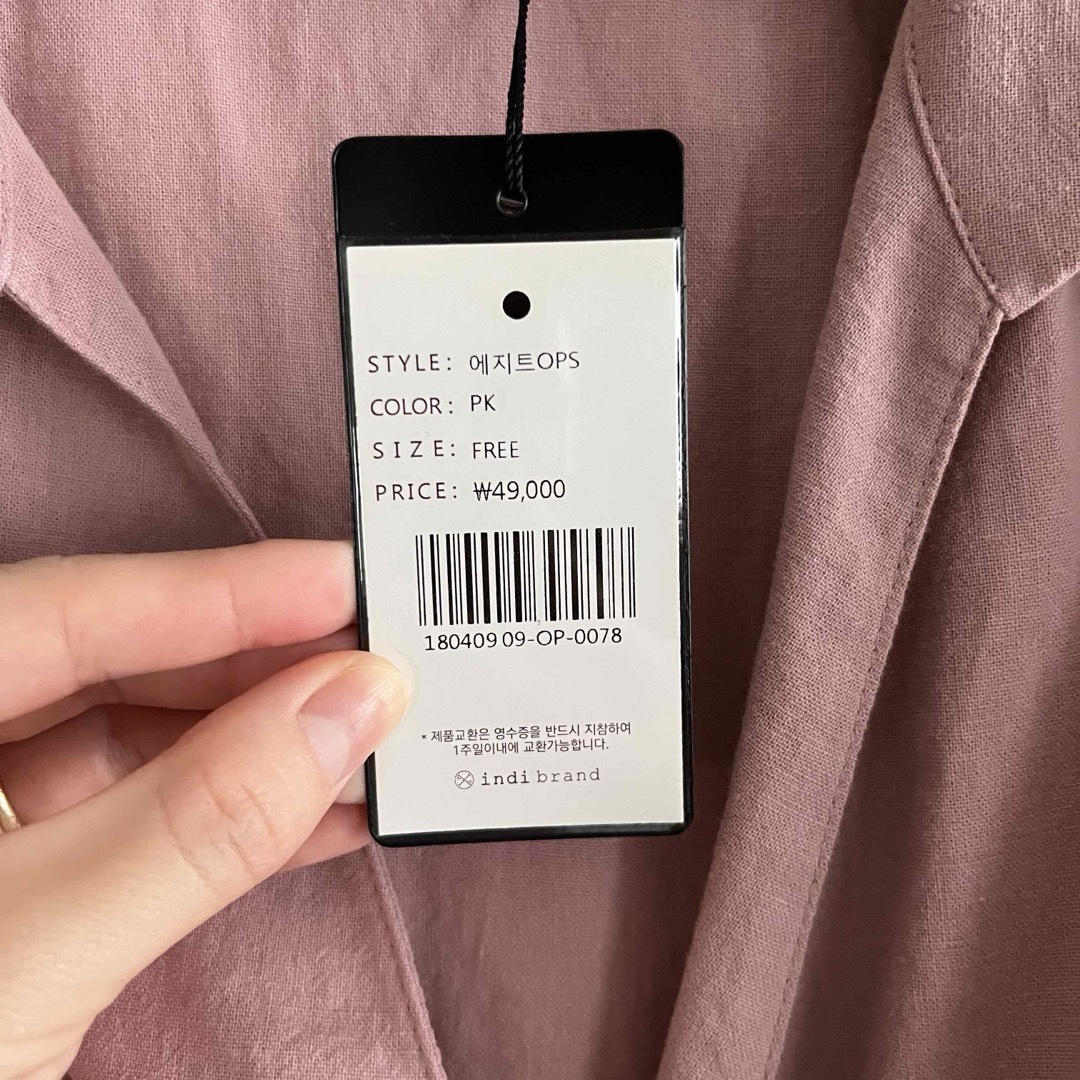 STYLE: 에지트OPS
COLOR: PK
SIZE: FREE
PRICE: ₩49,000
18040909-OP-0078
* 제품교환은 영수증을 반드시 지참하여
1주일이내에 교환가능합니다.
indi brand